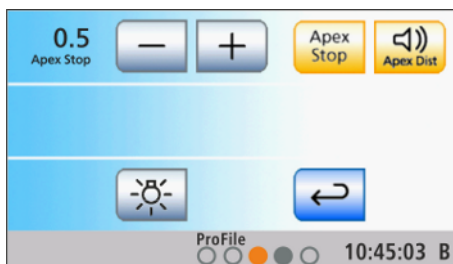 0.5
Apex Stop
−
+
Apex
Stop
Apex Dist
ProFile
10:45:03 B